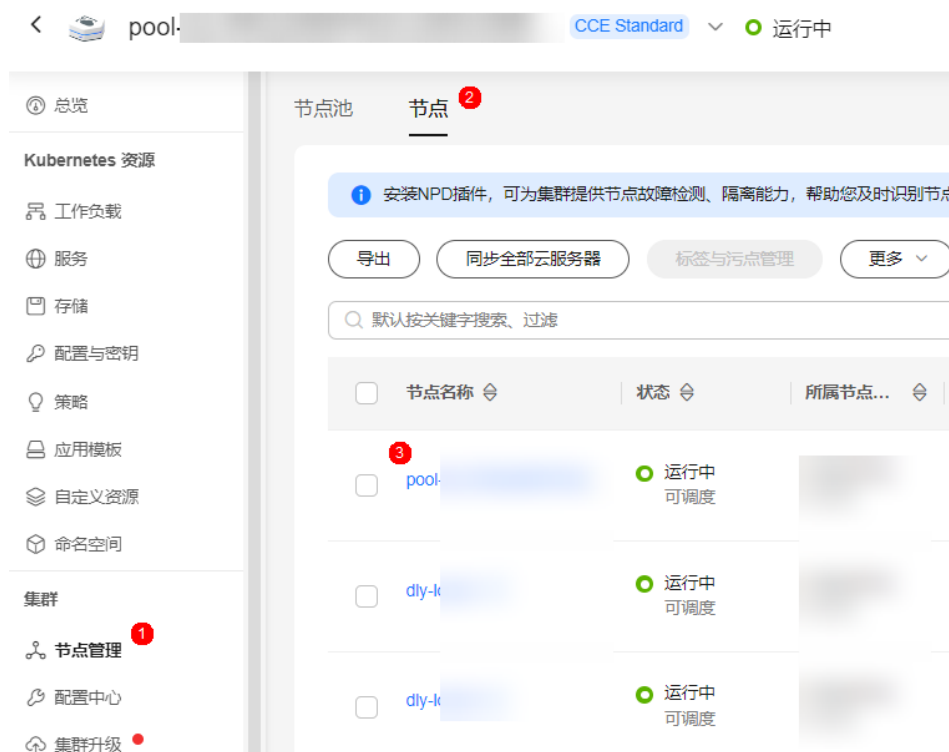 pool- CCE Standard 运行中
总览
Kubernetes 资源
工作负载
服务
存储
配置与密钥
策略
应用模板
自定义资源
命名空间
集群
节点管理 1
配置中心
集群升级
节点池 节点 2
安装NPD插件，可为集群提供节点故障检测、隔离能力，帮助您及时识别节点
导出 同步全部云服务器 标签与污点管理 更多
默认按关键字搜索、过滤
节点名称 状态 所属节点...
3
pool- 运行中
可调度
dly- 运行中
可调度
dly- 运行中
可调度